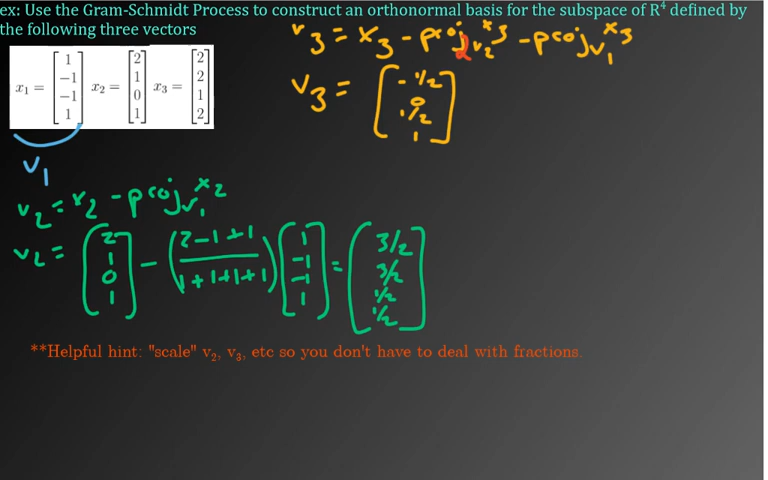 ex: Use the Gram-Schmidt Process to construct an orthonormal basis for the subspace of R⁴ defined by
the following three vectors
x₁ = [1 -1 -1 1] x₂ = [2 1 0 1] x₃ = [2 2 1 2]
v₁
v₂ = x₂ - proj_v₁ x₂
v₂ = [2 1 0 1] - ((2-1+1)/(1+1+1+1)) [1 -1 -1 1] = [3/2 3/2 1/2 1/2]
v₃ = x₃ - proj_v₂ x₃ - proj_v₁ x₃
v₃ = [-1/2 0 1/2 1]
**Helpful hint: "scale" v₂, v₃, etc so you don't have to deal with fractions.